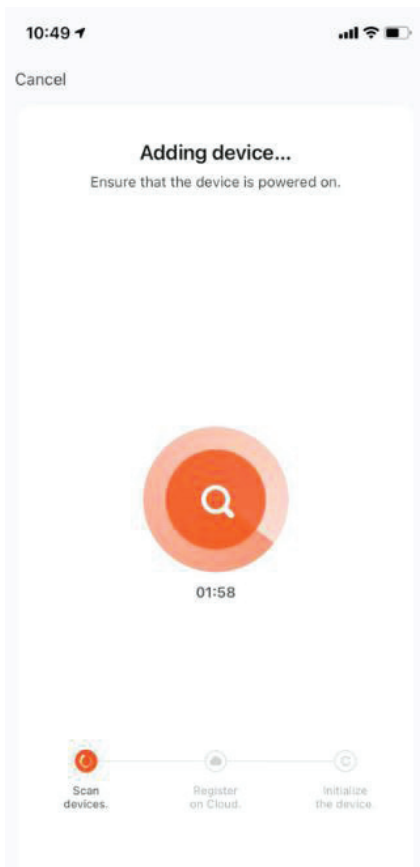 10:49
Cancel
Adding device...
Ensure that the device is powered on.
01:58
Scan
devices.
Register
on Cloud.
Initialize
the device